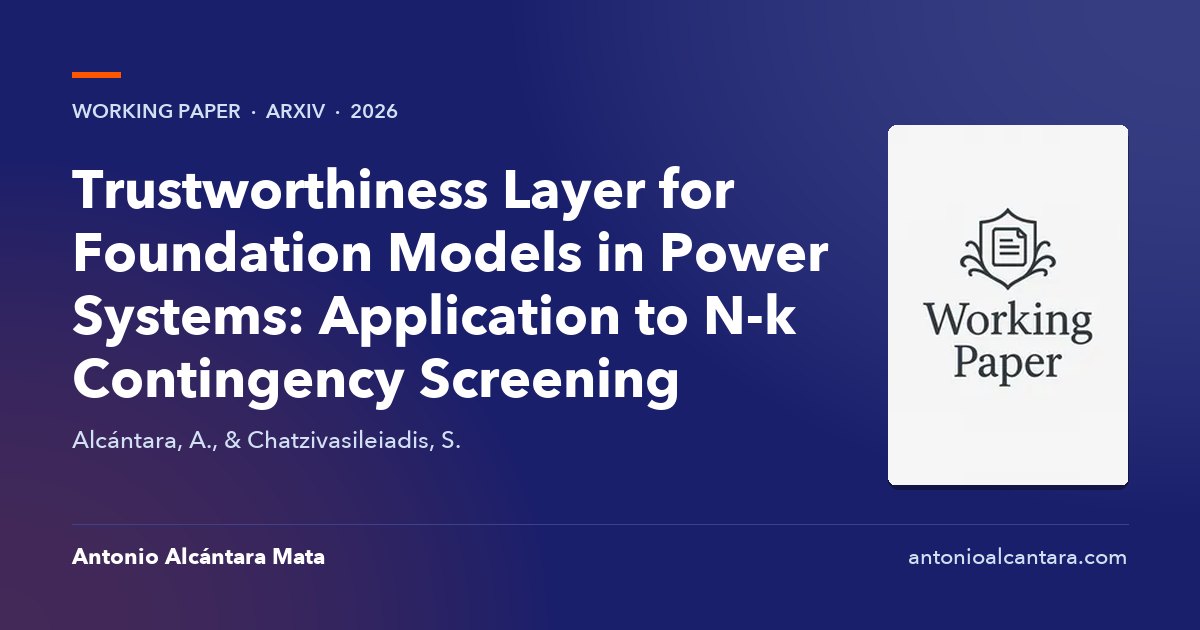 WORKING PAPER · ARXIV · 2026
Trustworthiness Layer for
Foundation Models in Power
Systems: Application to N-k
Contingency Screening
Alcántara, A., & Chatzivasileiadis, S.
Working
Paper
Antonio Alcántara Mata
antonioalcantara.com